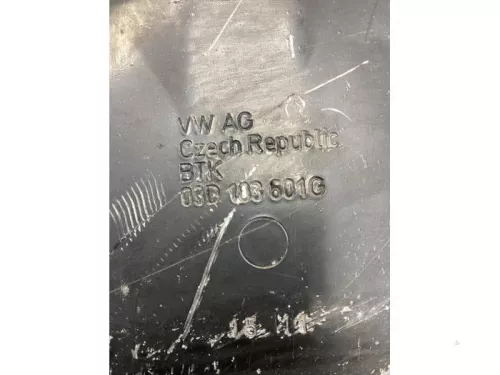 VW AG
Czech Republic
BTK
03D 103 601G